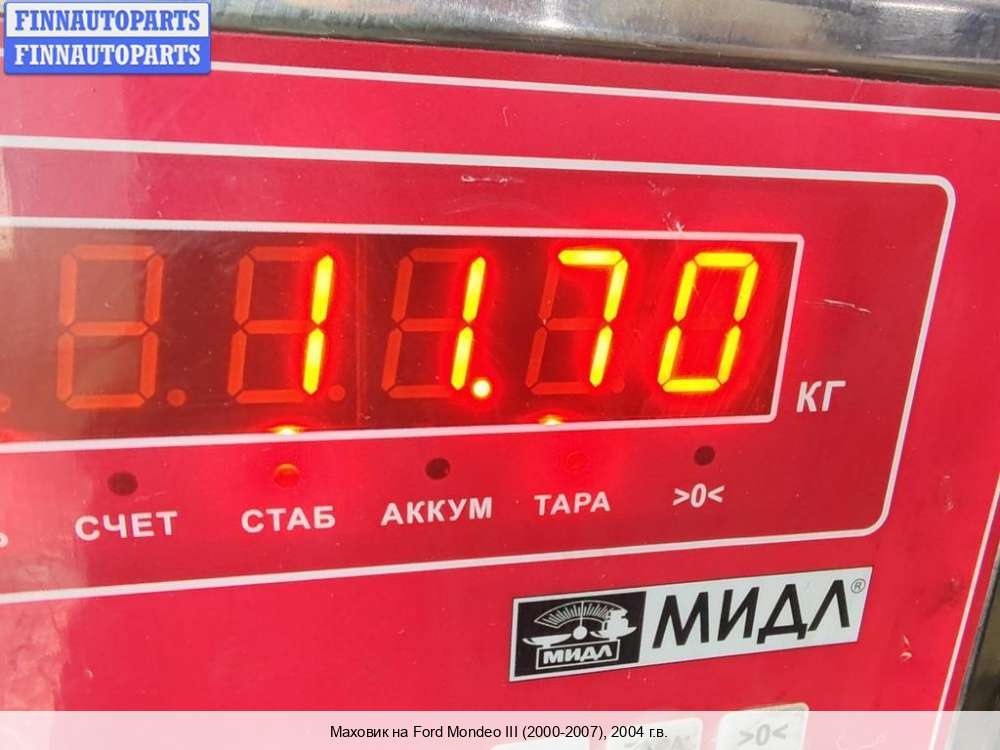 FINNAUTOPARTS
FINNAUTOPARTS
11.70
КГ
СЧЕТ СТАБ АККУМ ТАРА >0<
МИДЛ МИДЛ®
>0<
Маховик на Ford Mondeo III (2000-2007), 2004 г.в.